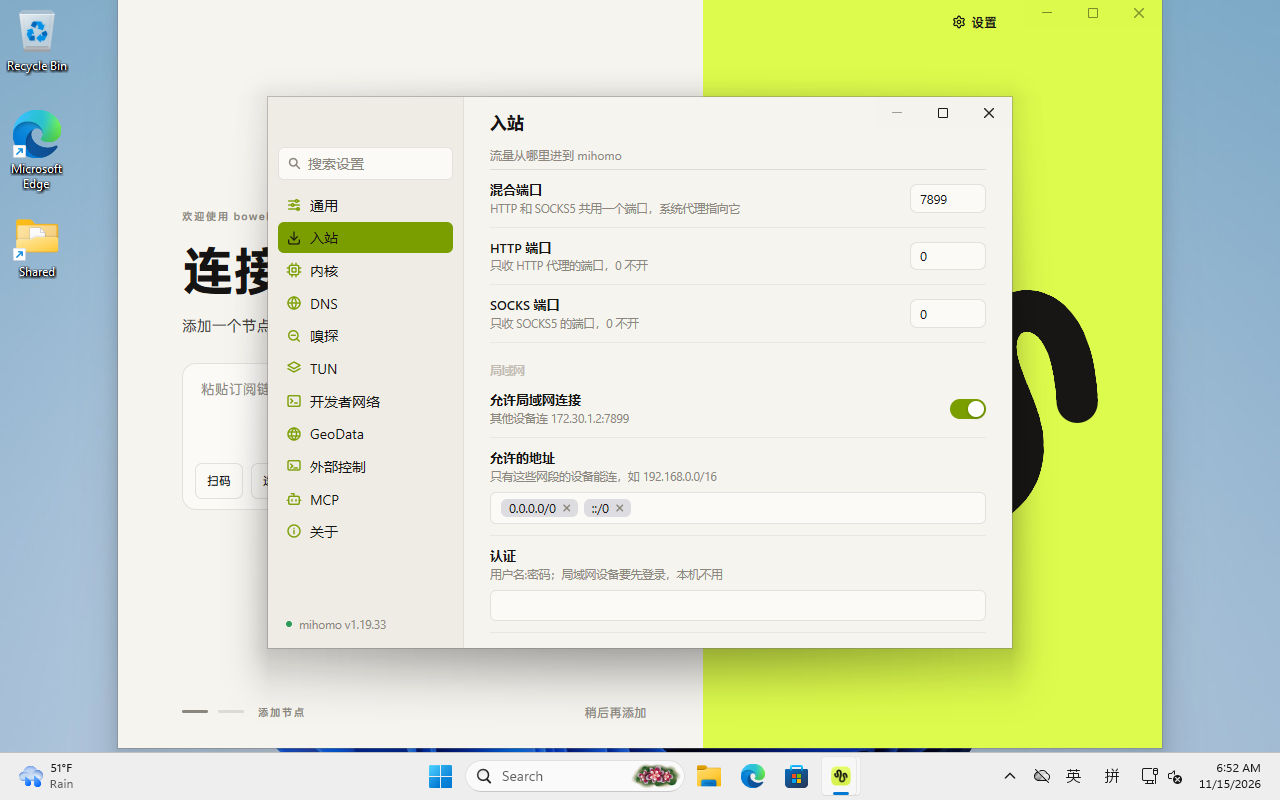 Recycle Bin
Microsoft
Edge
Shared
设置
欢迎使用 bowe
连接
添加一个节点
粘贴订阅链
扫码
添加节点
稍后再添加
搜索设置
通用
入站
内核
DNS
嗅探
TUN
开发者网络
GeoData
外部控制
MCP
关于
mihomo v1.19.33
入站
流量从哪里进到 mihomo
混合端口
HTTP 和 SOCKS5 共用一个端口，系统代理指向它
7899
HTTP 端口
只收 HTTP 代理的端口，0 不开
0
SOCKS 端口
只收 SOCKS5 的端口，0 不开
0
局域网
允许局域网连接
其他设备连 172.30.1.2:7899
允许的地址
只有这些网段的设备能连，如 192.168.0.0/16
0.0.0.0/0
::/0
认证
用户名:密码；局域网设备要先登录，本机不用
51°F
Rain
Search
英
拼
6:52 AM
11/15/2026